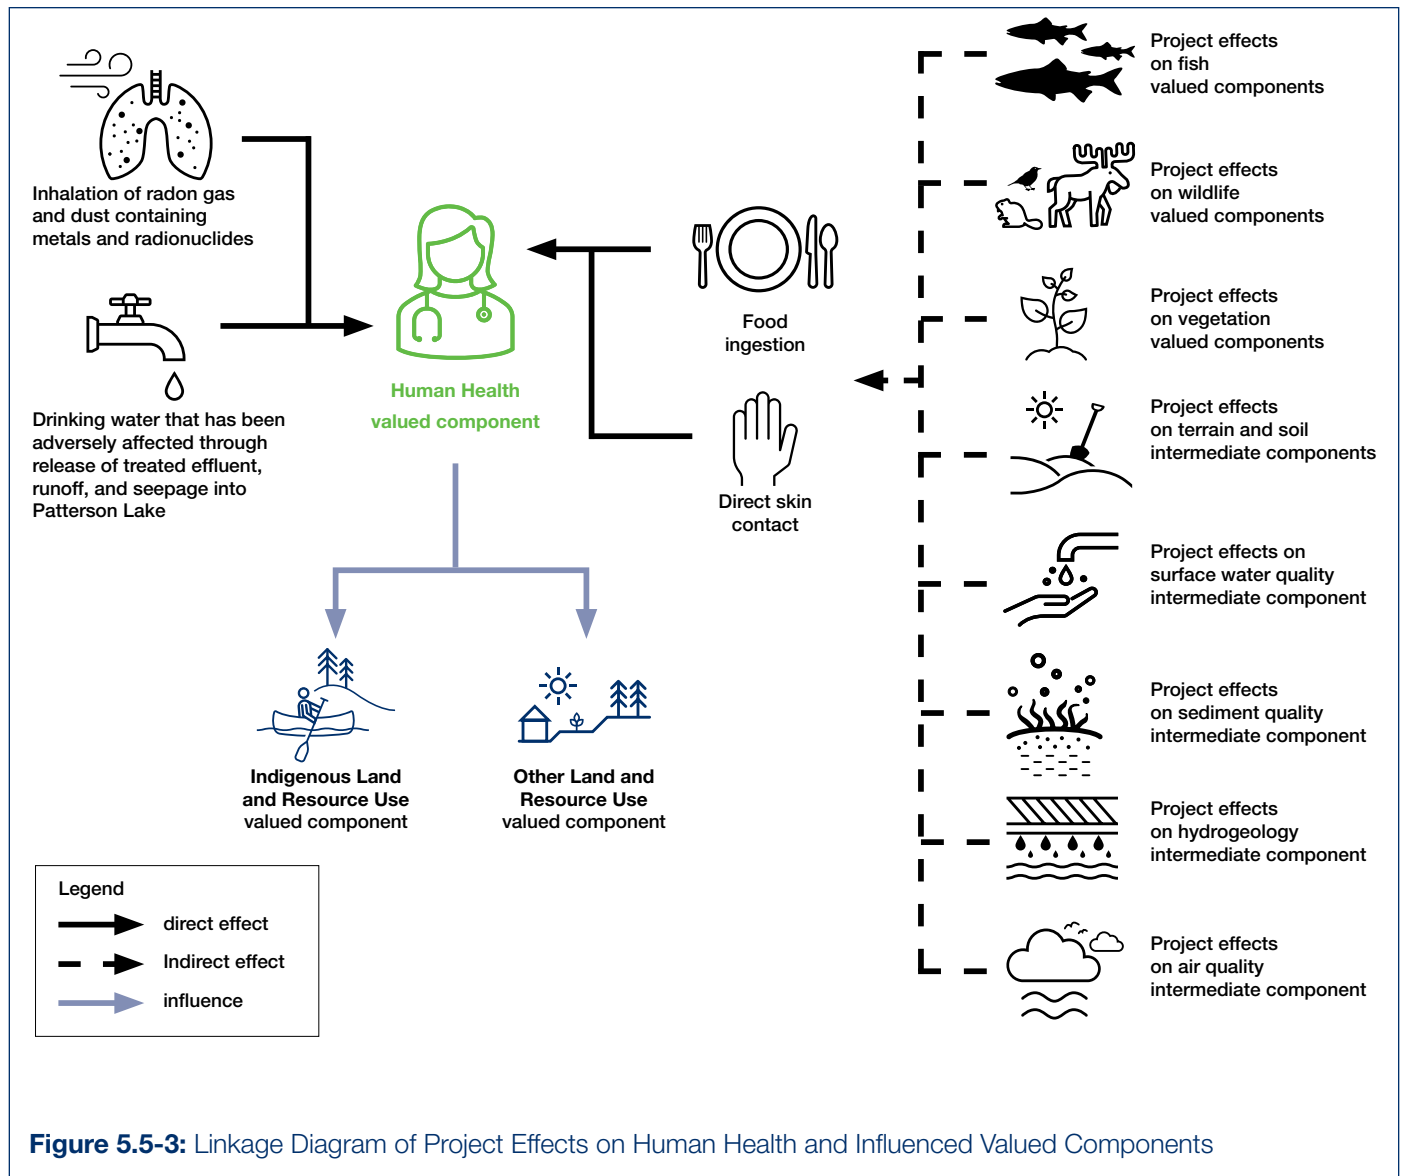 Inhalation of radon gas
and dust containing
metals and radionuclides
Drinking water that has been
adversely affected through
release of treated effluent,
runoff, and seepage into
Patterson Lake
Human Health
valued component
Food
ingestion
Direct skin
contact
Indigenous Land
and Resource Use
valued component
Other Land and
Resource Use
valued component
Project effects
on fish
valued components
Project effects
on wildlife
valued components
Project effects
on vegetation
valued components
Project effects
on terrain and soil
intermediate components
Project effects on
surface water quality
intermediate component
Project effects
on sediment quality
intermediate component
Project effects
on hydrogeology
intermediate component
Project effects
on air quality
intermediate component
Legend
direct effect
Indirect effect
influence
Figure 5.5-3: Linkage Diagram of Project Effects on Human Health and Influenced Valued Components